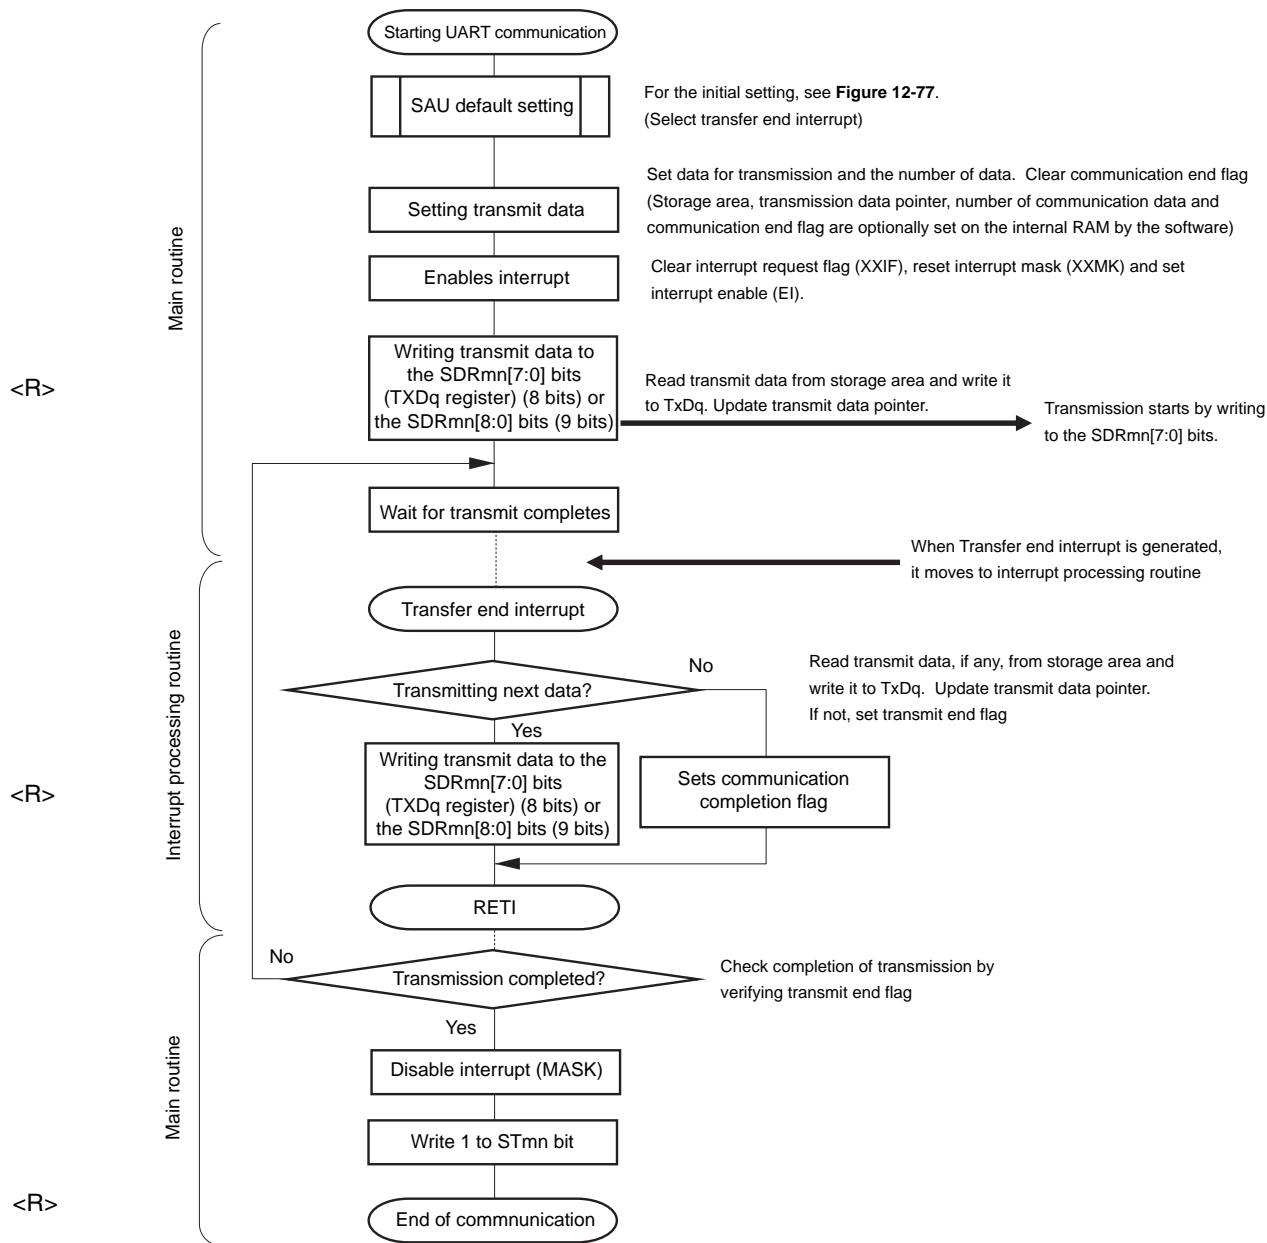 Starting UART communication
SAU default setting
For the initial setting, see Figure 12-77.
(Select transfer end interrupt)
Setting transmit data
Set data for transmission and the number of data.  Clear communication end flag
(Storage area, transmission data pointer, number of communication data and
communication end flag are optionally set on the internal RAM by the software)
Main routine
Enables interrupt
Clear interrupt request flag (XXIF), reset interrupt mask (XXMK) and set
interrupt enable (EI).
<R>
Writing transmit data to
the SDRmn[7:0] bits
(TXDq register) (8 bits) or
the SDRmn[8:0] bits (9 bits)
Read transmit data from storage area and write it
to TxDq. Update transmit data pointer.
Transmission starts by writing
to the SDRmn[7:0] bits.
Wait for transmit completes
When Transfer end interrupt is generated,
it moves to interrupt processing routine
Transfer end interrupt
Interrupt processing routine
Transmitting next data?
No
Yes
Read transmit data, if any, from storage area and
write it to TxDq.  Update transmit data pointer.
If not, set transmit end flag
<R>
Writing transmit data to the
SDRmn[7:0] bits
(TXDq register) (8 bits) or
the SDRmn[8:0] bits (9 bits)
Sets communication
completion flag
RETI
No
Transmission completed?
Check completion of transmission by
verifying transmit end flag
Yes
Main routine
Disable interrupt (MASK)
Write 1 to STmn bit
<R>
End of commnunication